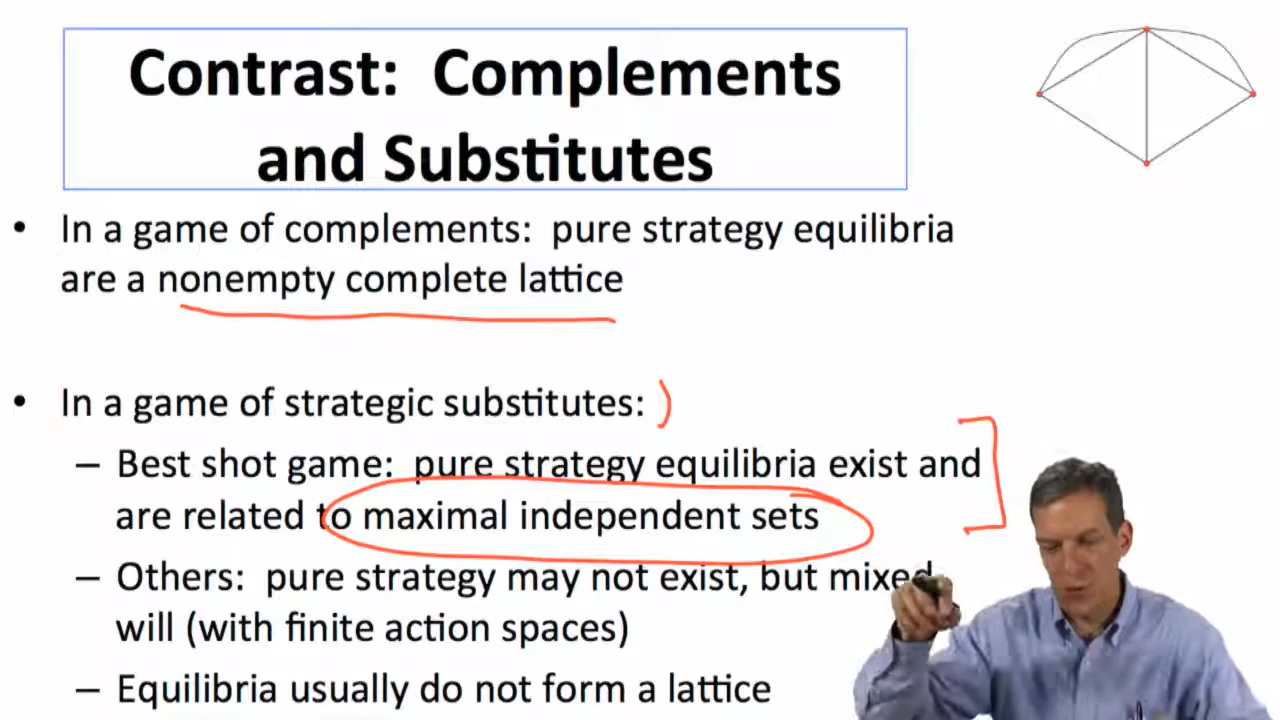 Contrast: Complements
and Substitutes
• In a game of complements: pure strategy equilibria
are a nonempty complete lattice
• In a game of strategic substitutes:
– Best shot game: pure strategy equilibria exist and
are related to maximal independent sets
– Others: pure strategy may not exist, but mixed
will (with finite action spaces)
– Equilibria usually do not form a lattice